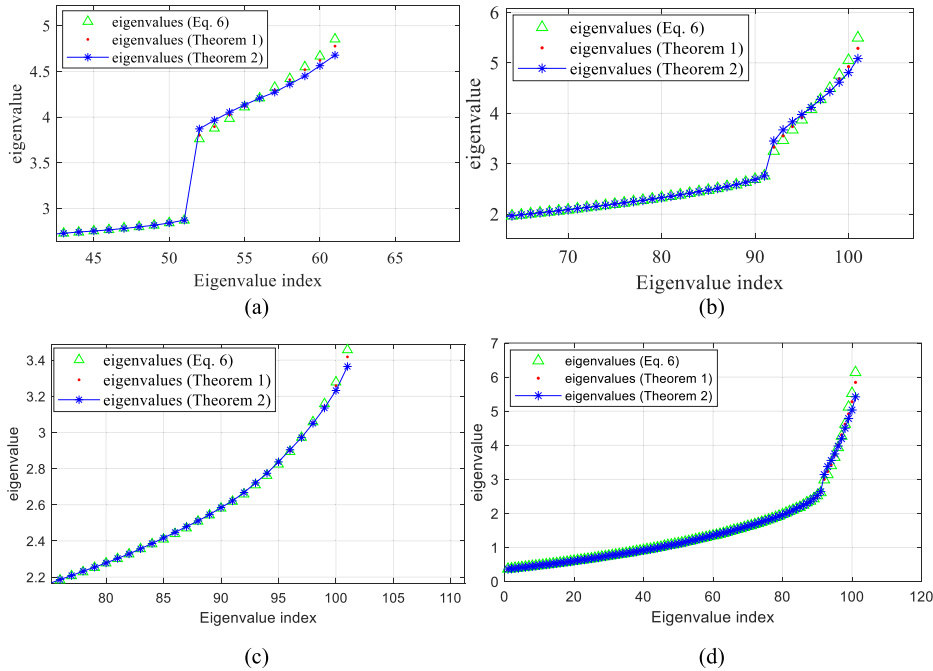 eigenvalues (Eq. 6)
eigenvalues (Theorem 1)
eigenvalues (Theorem 2)
5
4.5
4
3.5
3
eigenvalue
45 50 55 60 65
Eigenvalue index
(a)
eigenvalues (Eq. 6)
eigenvalues (Theorem 1)
eigenvalues (Theorem 2)
6
5
4
3
2
eigenvalue
70 80 90 100
Eigenvalue index
(b)
eigenvalues (Eq. 6)
eigenvalues (Theorem 1)
eigenvalues (Theorem 2)
3.4
3.2
3
2.8
2.6
2.4
2.2
eigenvalue
80 85 90 95 100 105 110
Eigenvalue index
(c)
eigenvalues (Eq. 6)
eigenvalues (Theorem 1)
eigenvalues (Theorem 2)
7
6
5
4
3
2
1
0
eigenvalue
0 20 40 60 80 100 120
Eigenvalue index
(d)